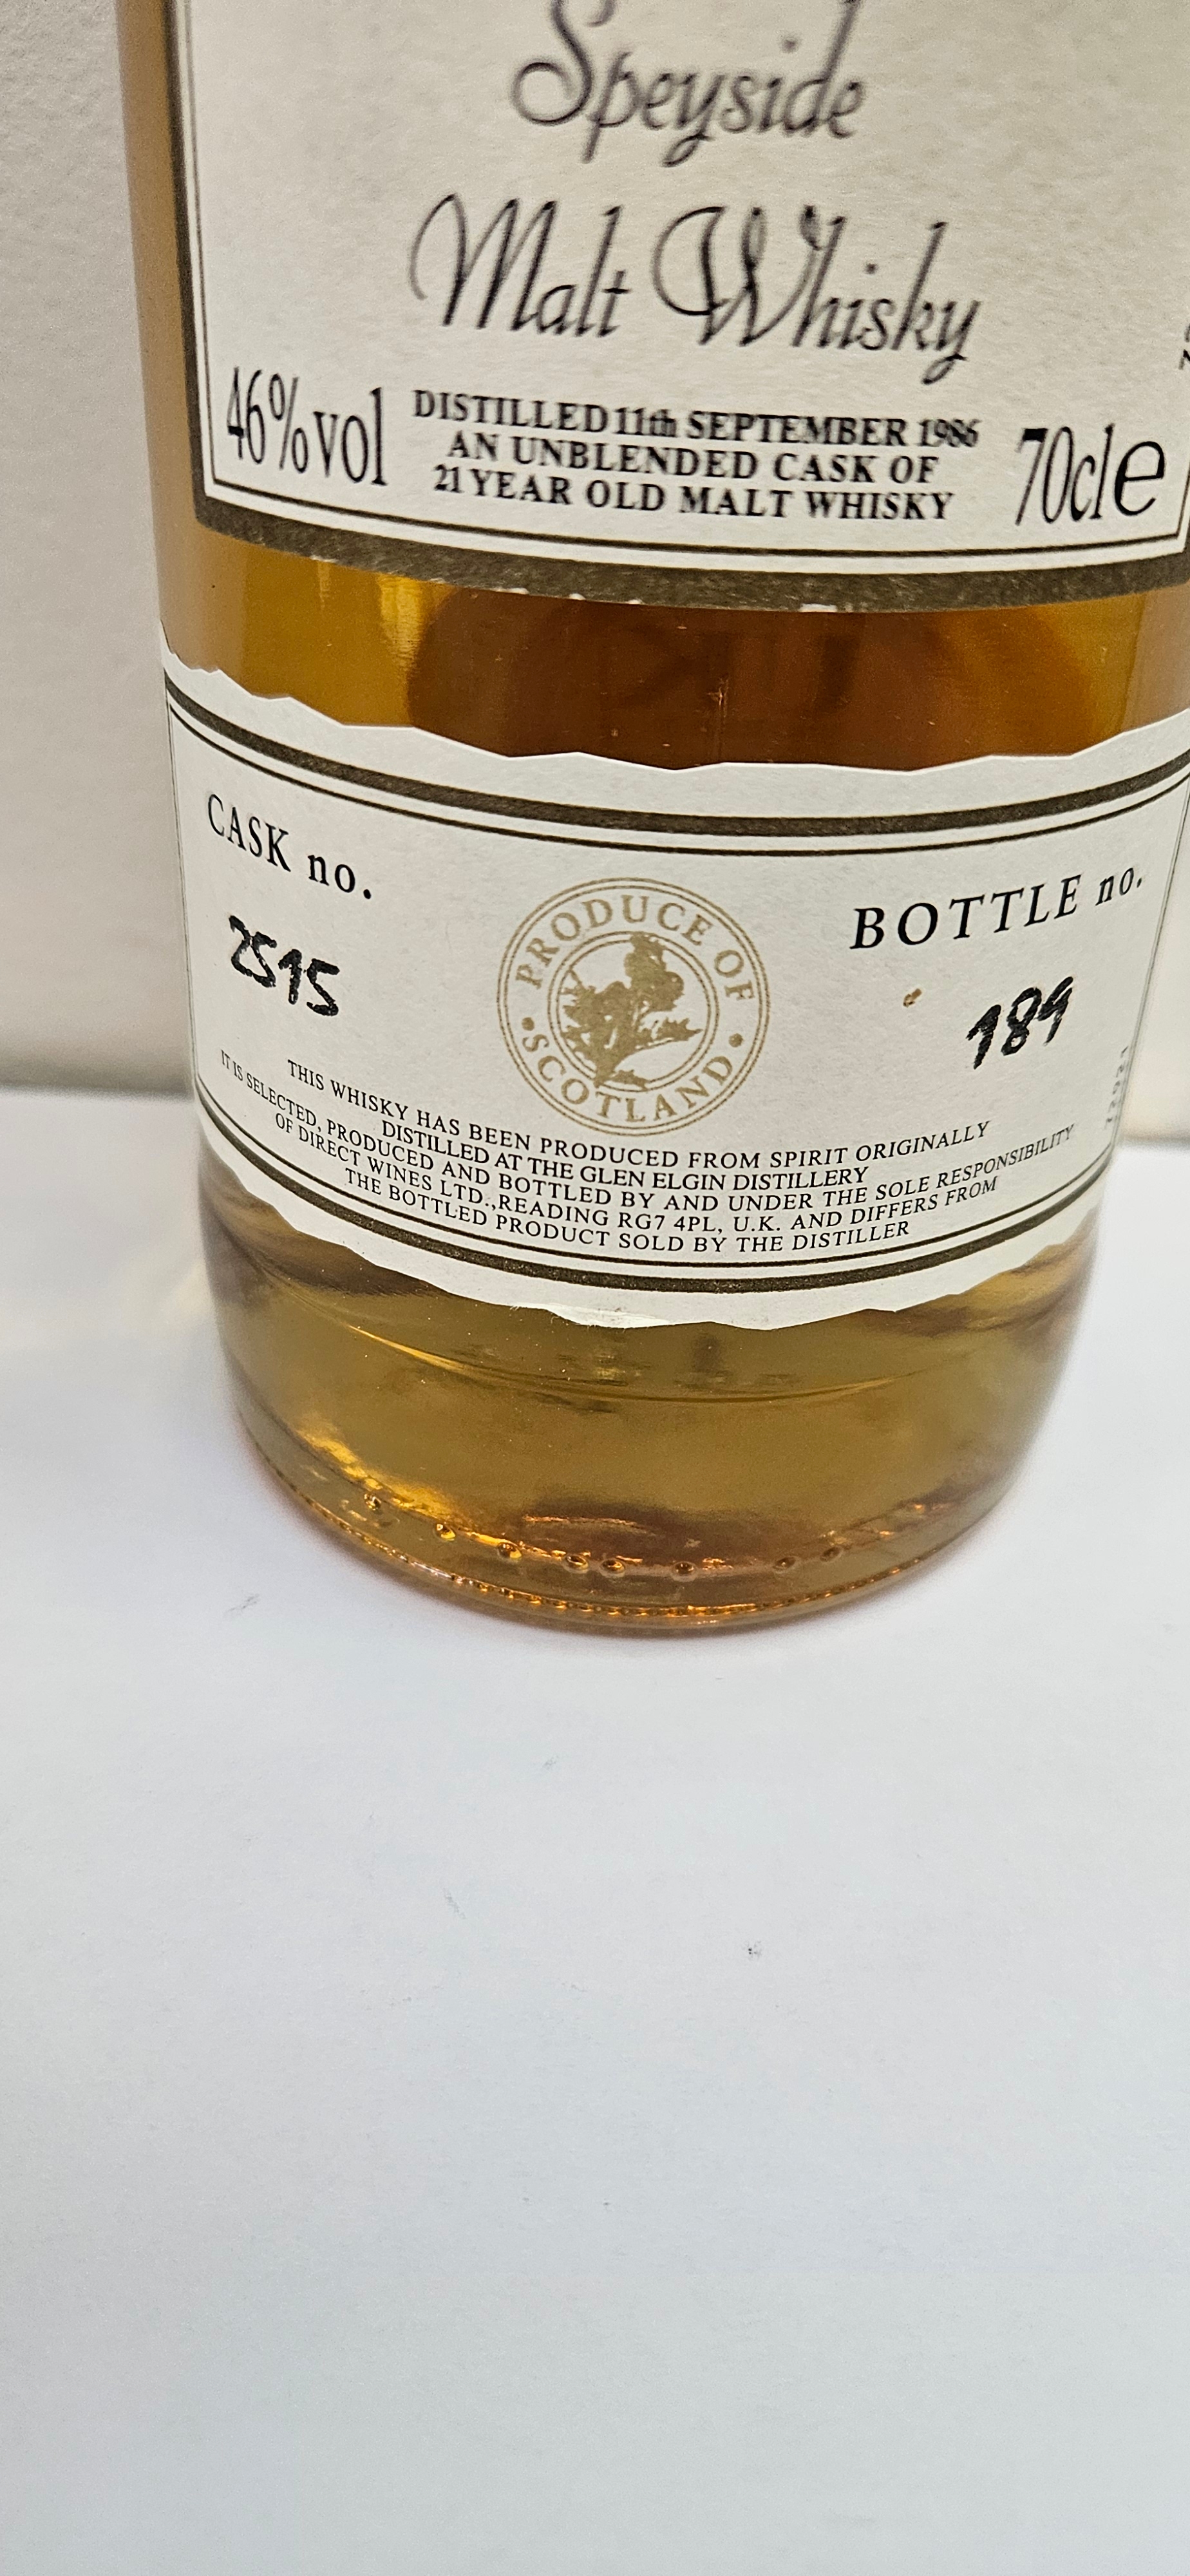 Speyside
Malt Whisky
46%vol
DISTILLED 11th SEPTEMBER 1986
AN UNBLENDED CASK OF
21 YEAR OLD MALT WHISKY
70cle
CASK no.
2515
PRODUCE OF
• SCOTLAND •
BOTTLE no.
189
THIS WHISKY HAS BEEN PRODUCED FROM SPIRIT ORIGINALLY
DISTILLED AT THE GLEN ELGIN DISTILLERY
IT IS SELECTED, PRODUCED AND BOTTLED BY AND UNDER THE SOLE RESPONSIBILITY
OF DIRECT WINES LTD., READING RG7 4PL, U.K. AND DIFFERS FROM
THE BOTTLED PRODUCT SOLD BY THE DISTILLER